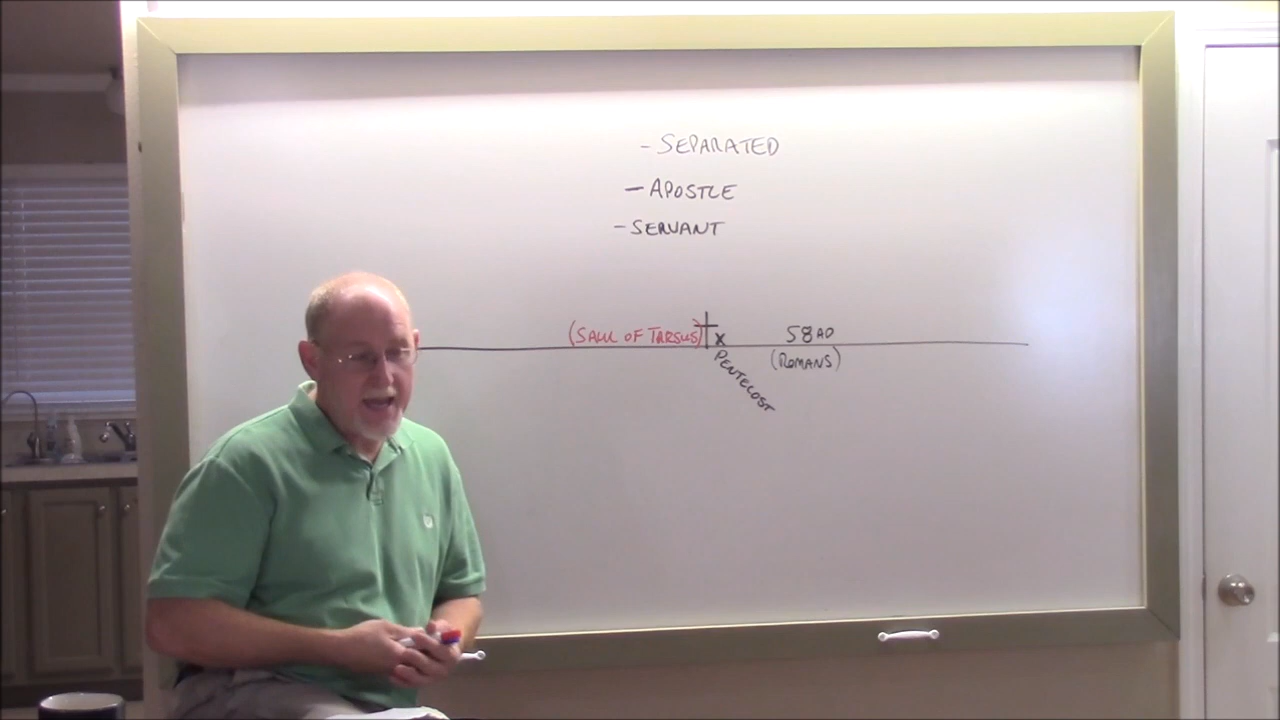 - SEPARATED
- APOSTLE
- SERVANT
(SAUL OF TARSUS) x 58 AD
(ROMANS)
PENTECOST